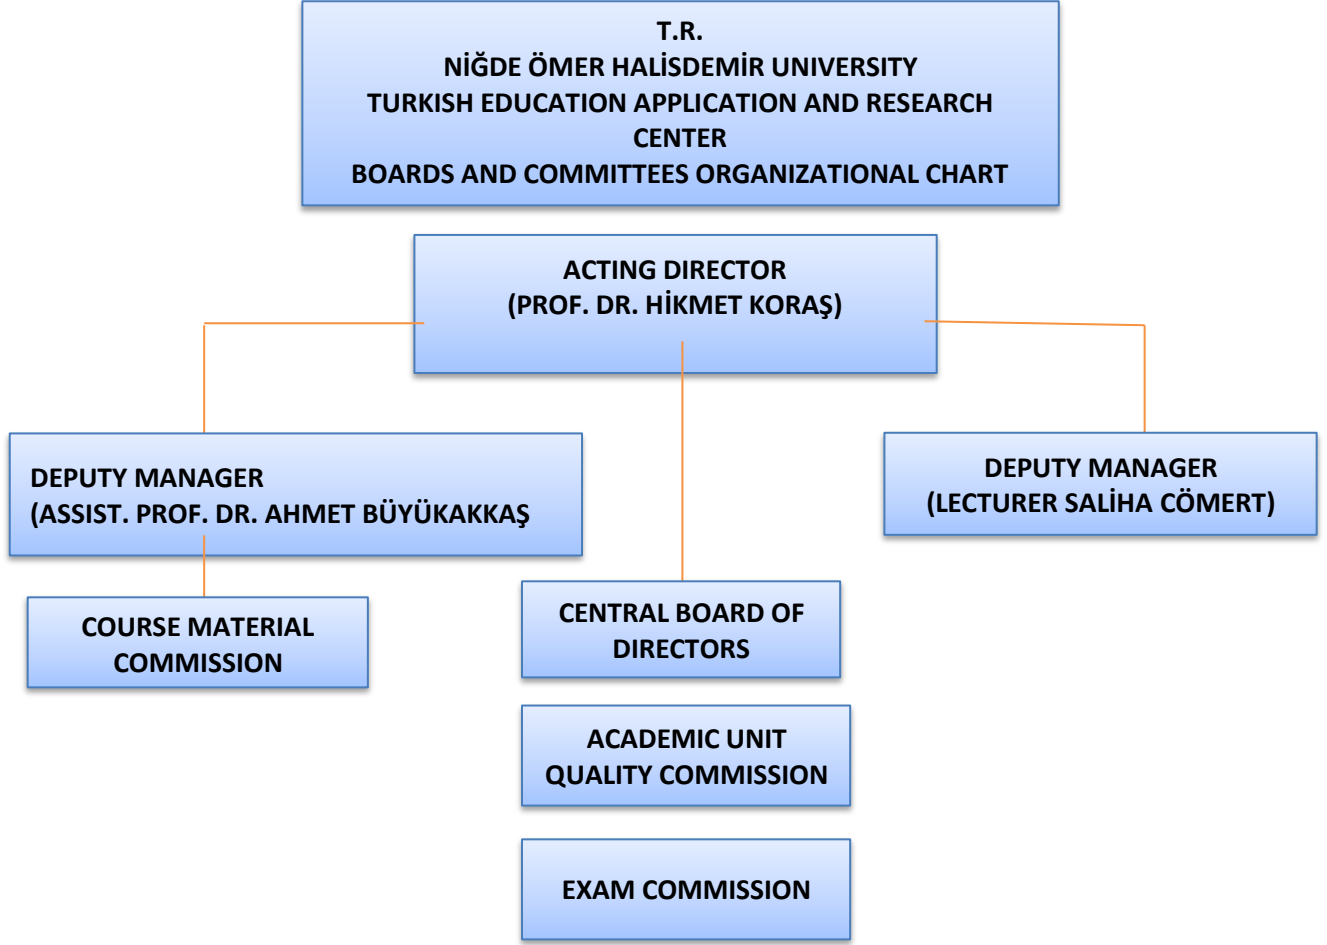 T.R.
NİĞDE ÖMER HALİSDEMİR UNIVERSITY
TURKISH EDUCATION APPLICATION AND RESEARCH
CENTER
BOARDS AND COMMITTEES ORGANIZATIONAL CHART
ACTING DIRECTOR
(PROF. DR. HİKMET KORAŞ)
DEPUTY MANAGER
(ASSIST. PROF. DR. AHMET BÜYÜKAKKAŞ
DEPUTY MANAGER
(LECTURER SALİHA CÖMERT)
COURSE MATERIAL
COMMISSION
CENTRAL BOARD OF
DIRECTORS
ACADEMIC UNIT
QUALITY COMMISSION
EXAM COMMISSION